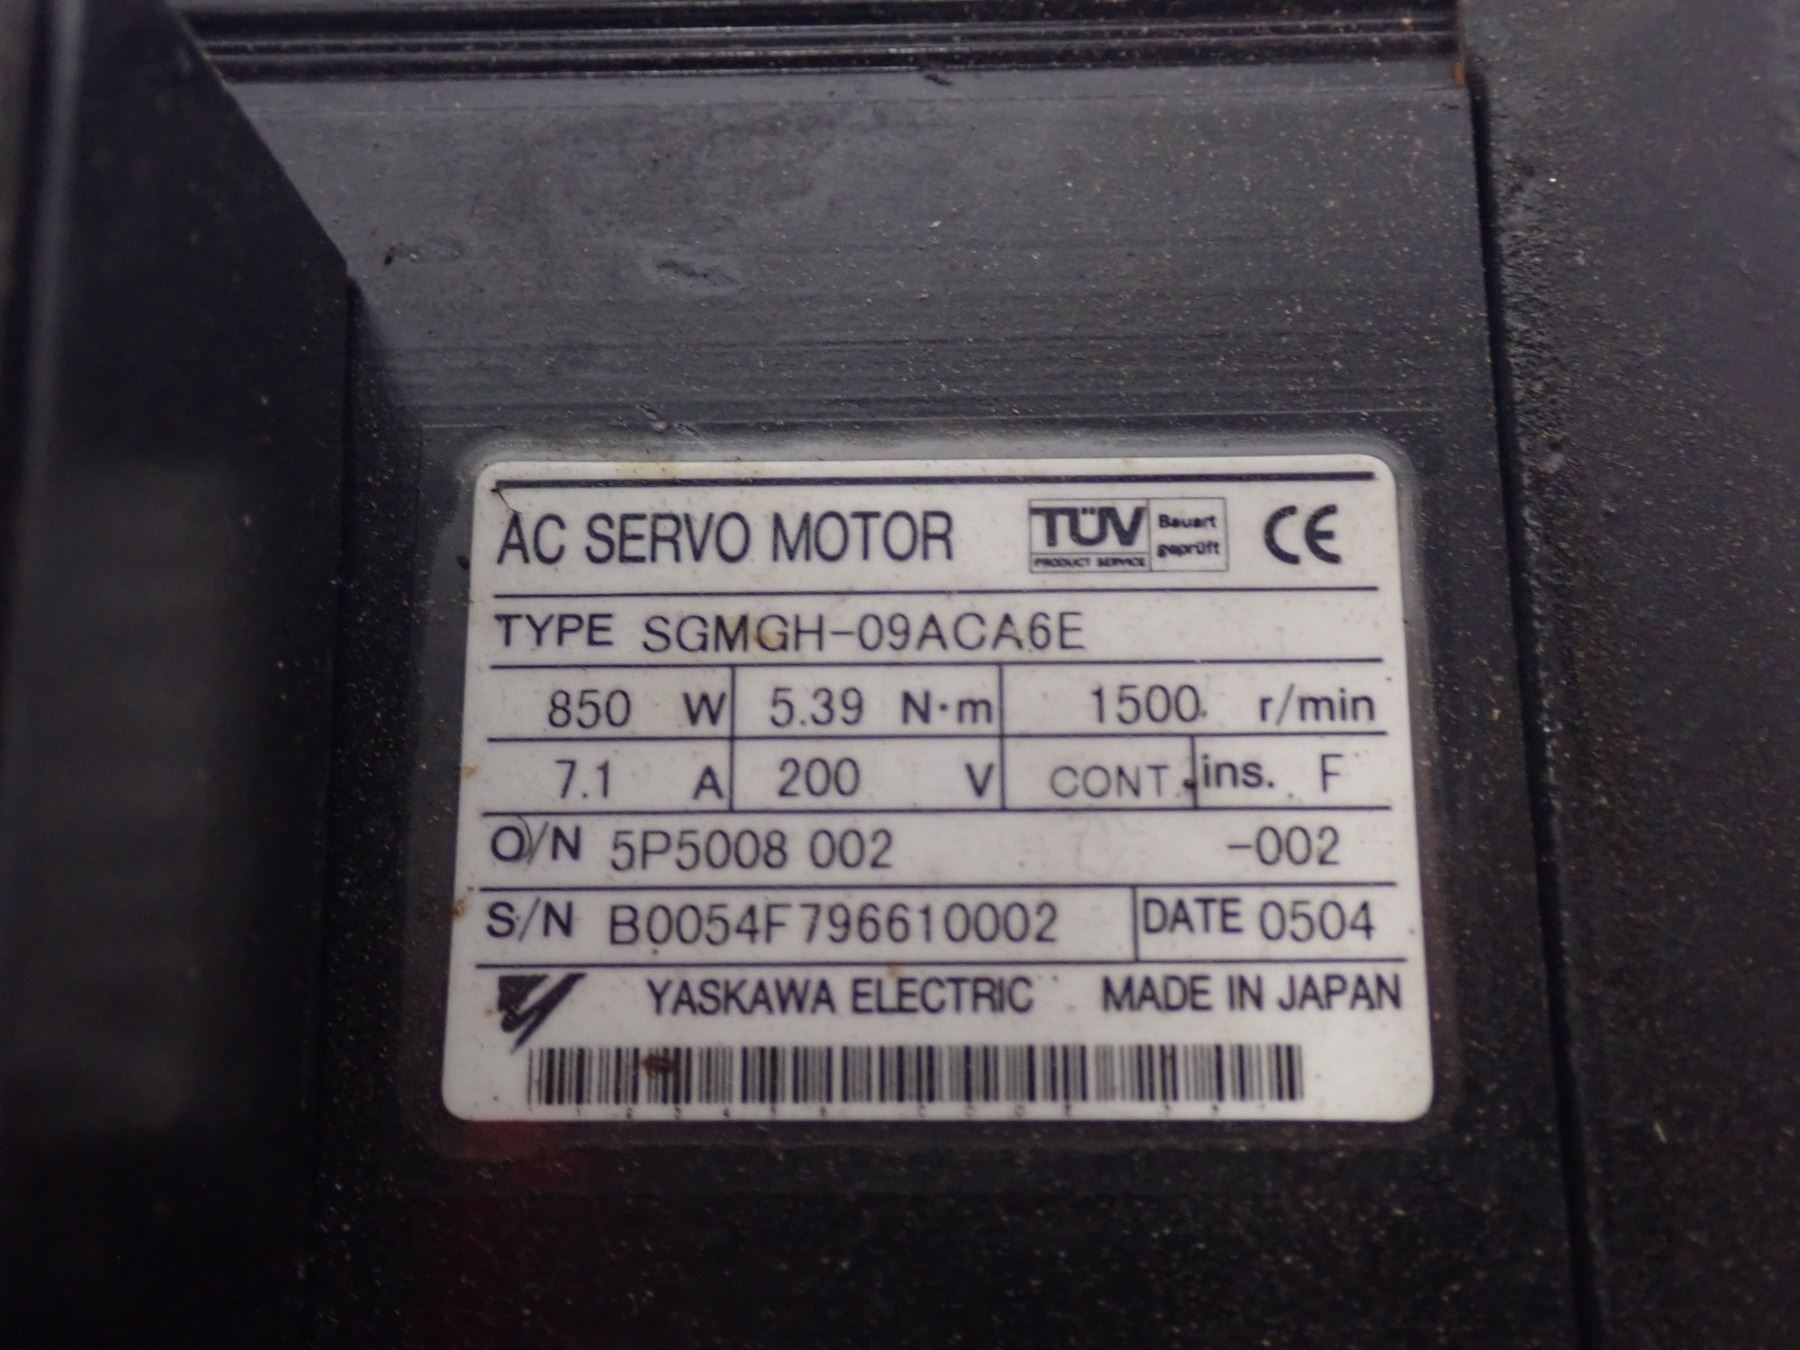 AC SERVO MOTOR TÜV PRODUCT SERVICE Bauart geprüft CE
TYPE SGMGH-09ACA6E
850 W 5.39 N·m 1500 r/min
7.1 A 200 V CONT. ins. F
O/N 5P5008 002 -002
S/N B0054F796610002 DATE 0504
YASKAWA ELECTRIC MADE IN JAPAN